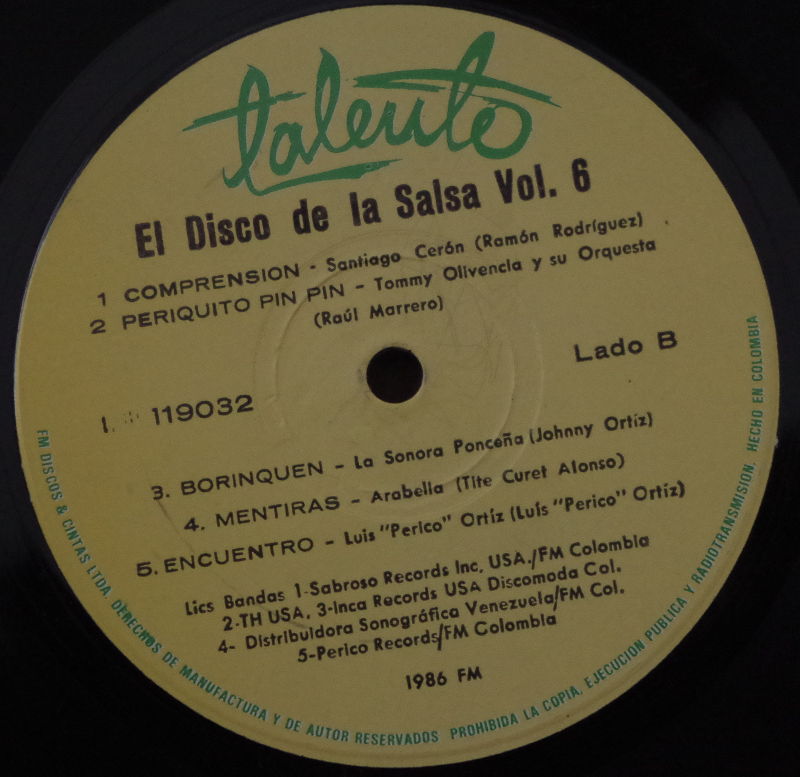 talento
El Disco de la Salsa Vol. 6
1 COMPRENSION - Santiago Cerón (Ramón Rodríguez)
2 PERIQUITO PIN PIN - Tommy Olivencia y su Orquesta
(Raúl Marrero)
Lado B
119032
3. BORINQUEN - La Sonora Ponceña (Johnny Ortíz)
4. MENTIRAS - Arabella (Tite Curet Alonso)
5. ENCUENTRO - Luis "Perico" Ortíz (Luís "Perico" Ortíz)
Lics Bandas 1-Sabroso Records Inc, USA./FM Colombia
2-TH USA, 3-Inca Records USA Discomoda Col.
4- Distribuidora Sonográfica Venezuela/FM Col.
5-Perico Records/FM Colombia
1986 FM
FM DISCOS & CINTAS LTDA. DERECHOS DE MANUFACTURA Y DE AUTOR RESERVADOS PROHIBIDA LA COPIA, EJECUCION PUBLICA Y RADIOTRANSMISION. HECHO EN COLOMBIA